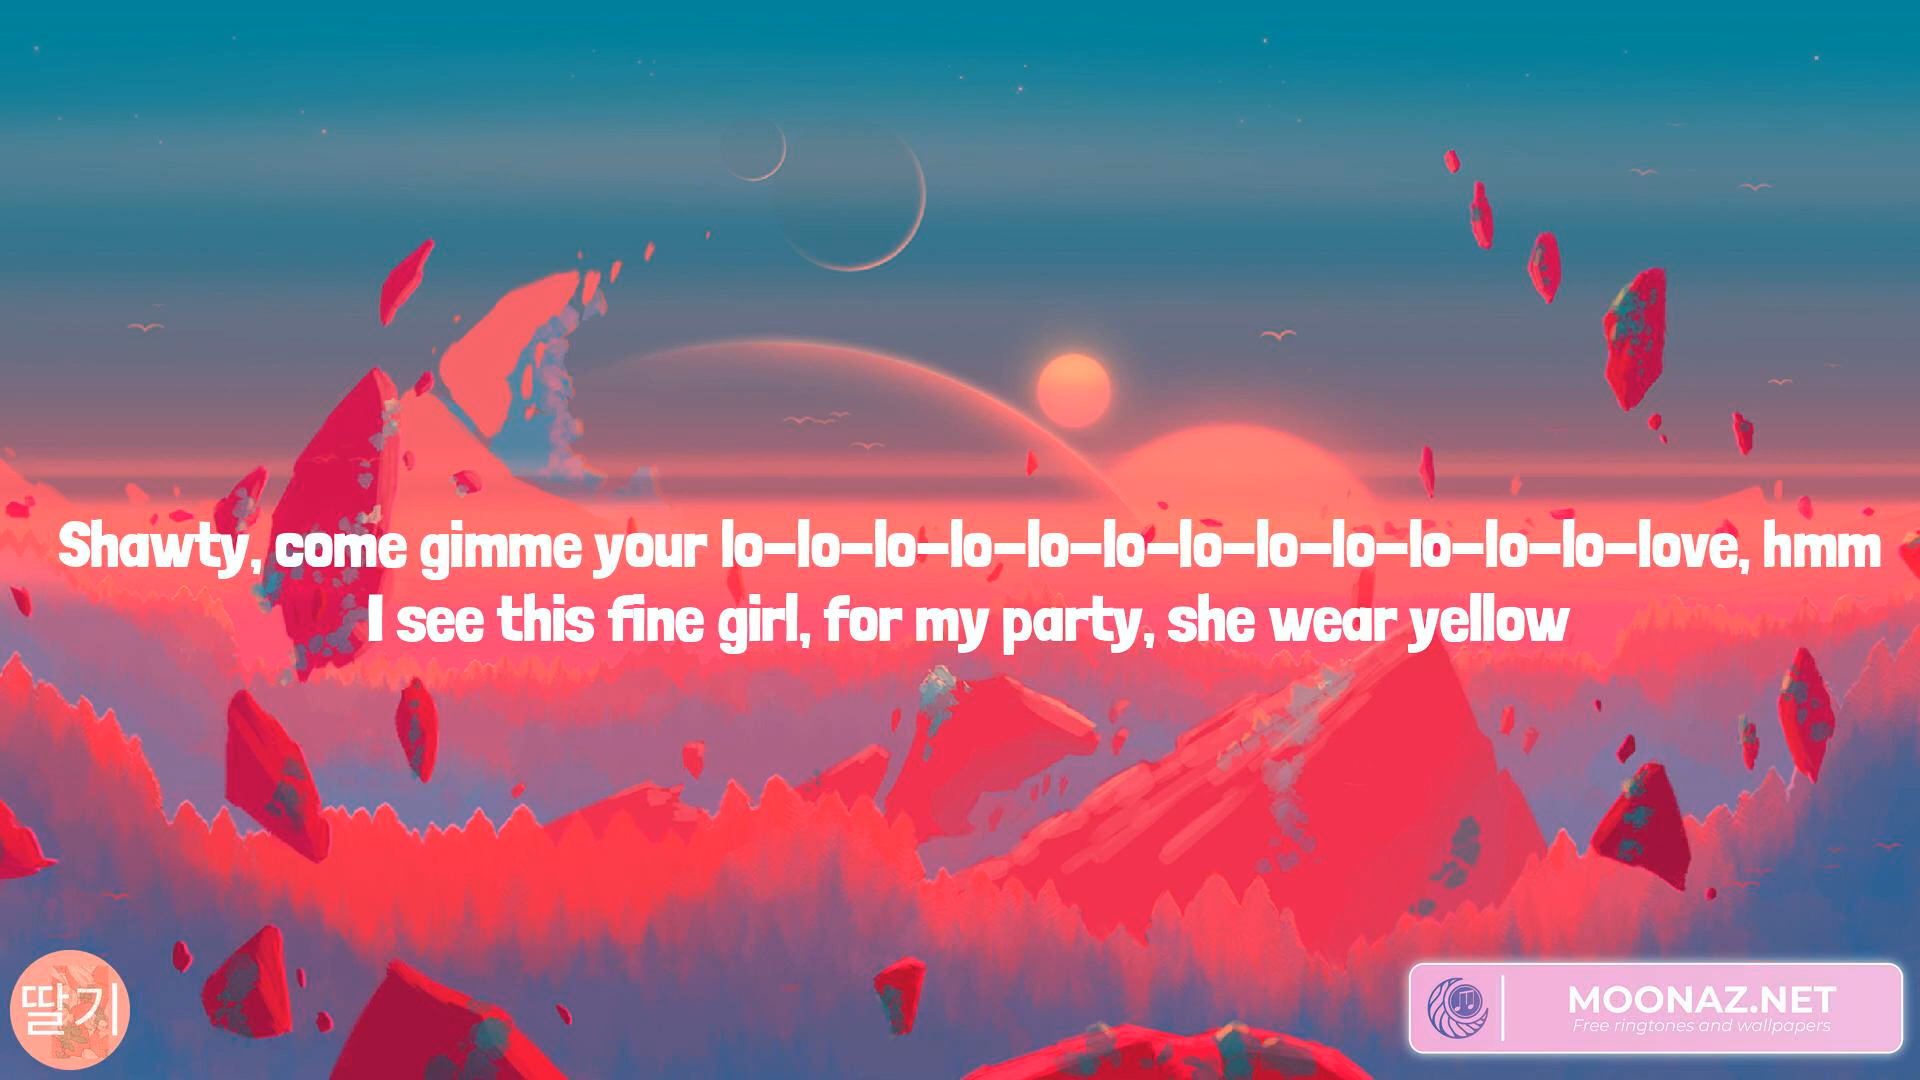 Shawty, come gimme your lo-lo-lo-lo-lo-lo-lo-lo-lo-lo-lo-lo-love, hmm
I see this fine girl, for my party, she wear yellow
딸기
MOONAZ.NET
Free ringtones and wallpapers